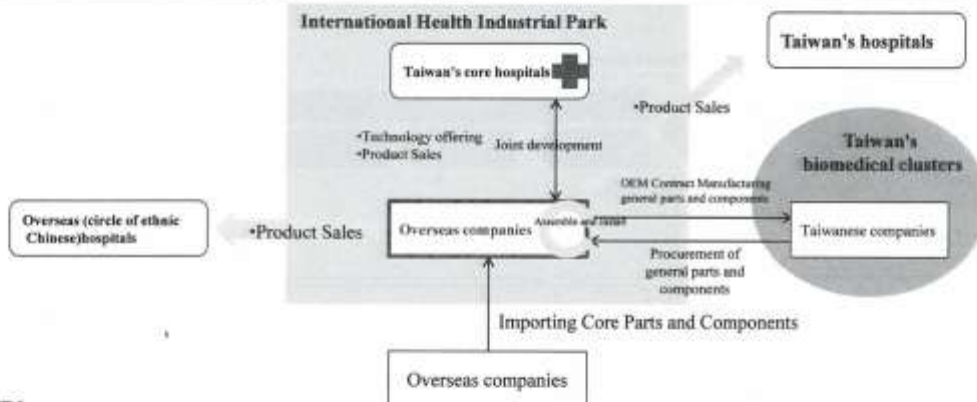 International Health Industrial Park
Taiwan's hospitals
Taiwan's core hospitals
•Product Sales
•Technology offering
•Product Sales
Joint development
Taiwan's
biomedical clusters
OEM Contract Manufacturing
general parts and components
Overseas (circle of ethnic
Chinese)hospitals
•Product Sales
Overseas companies
Assemble and
Taiwanese companies
Procurement of
general parts and
components
Importing Core Parts and Components
Overseas companies